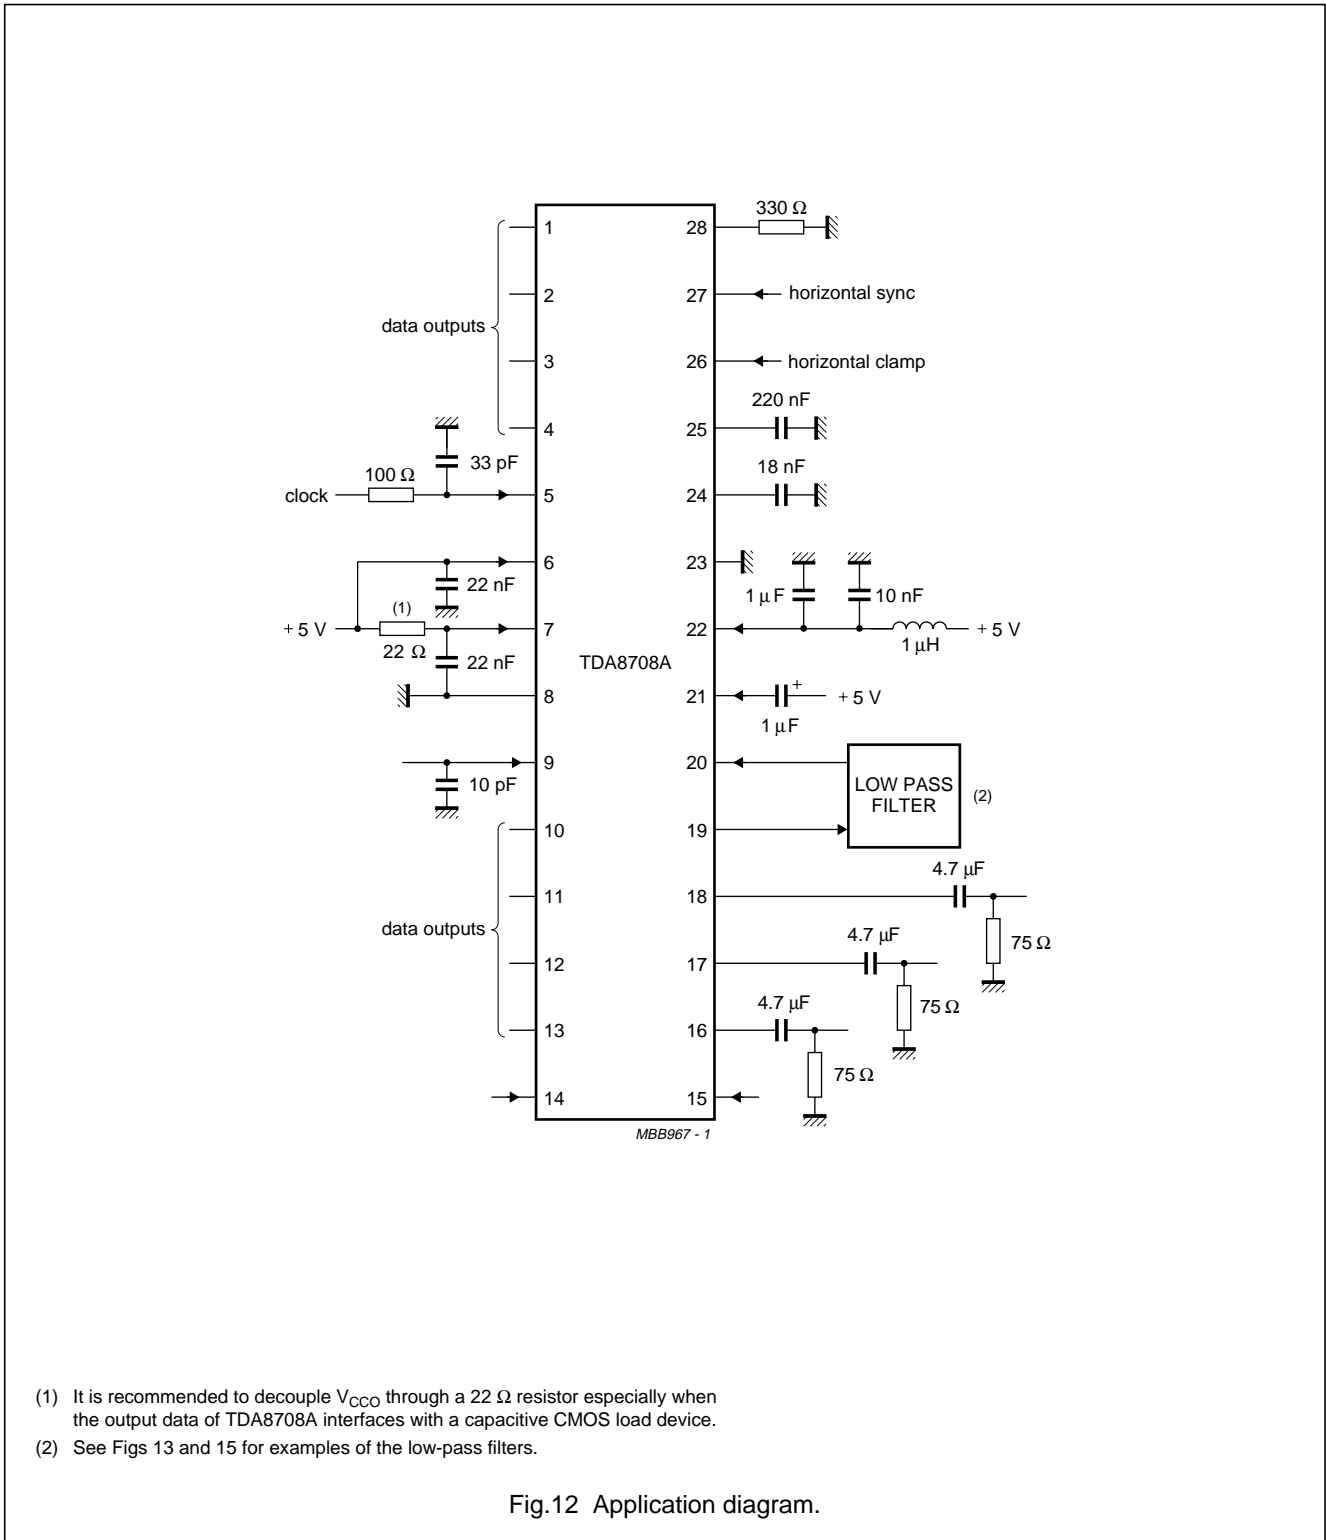 330 Ω
1 28
2 27 horizontal sync
data outputs
3 26 horizontal clamp
220 nF
4 25
33 pF
18 nF
100 Ω
clock 5 24
6 23
22 nF
1 µF 10 nF
(1)
+ 5 V 7 22 + 5 V
22 Ω
1 µH
22 nF
TDA8708A
8 21 + + 5 V
1 µF
9 20
10 pF
LOW PASS
FILTER (2)
10 19
4.7 µF
11 18
data outputs
4.7 µF
75 Ω
12 17
4.7 µF
75 Ω
13 16
75 Ω
14 15
MBB967 - 1
(1) It is recommended to decouple VCCO through a 22 Ω resistor especially when
the output data of TDA8708A interfaces with a capacitive CMOS load device.
(2) See Figs 13 and 15 for examples of the low-pass filters.
Fig.12 Application diagram.